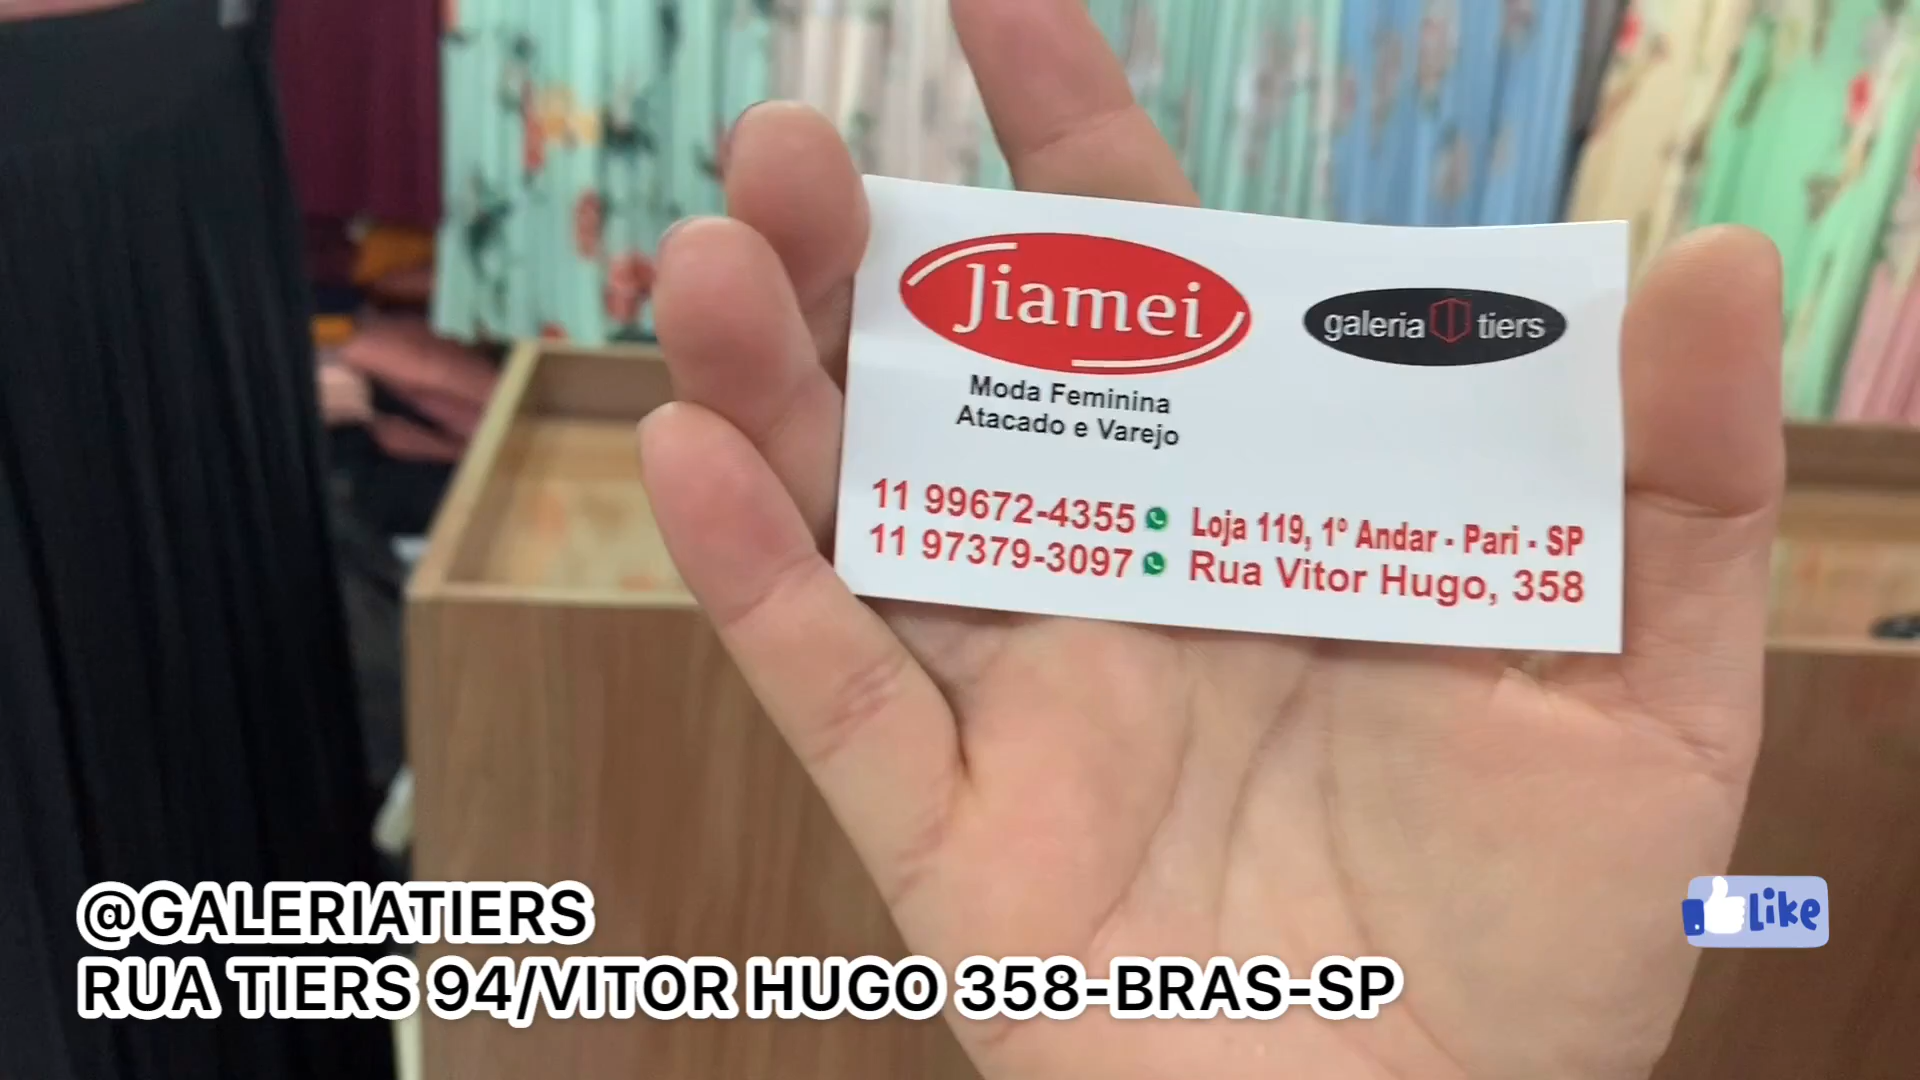 Jiamei
galeria tiers
Moda Feminina
Atacado e Varejo
11 99672-4355
11 97379-3097
Loja 119, 1º Andar - Pari - SP
Rua Vitor Hugo, 358
@GALERIATIERS
RUA TIERS 94/VITOR HUGO 358-BRAS-SP
Like